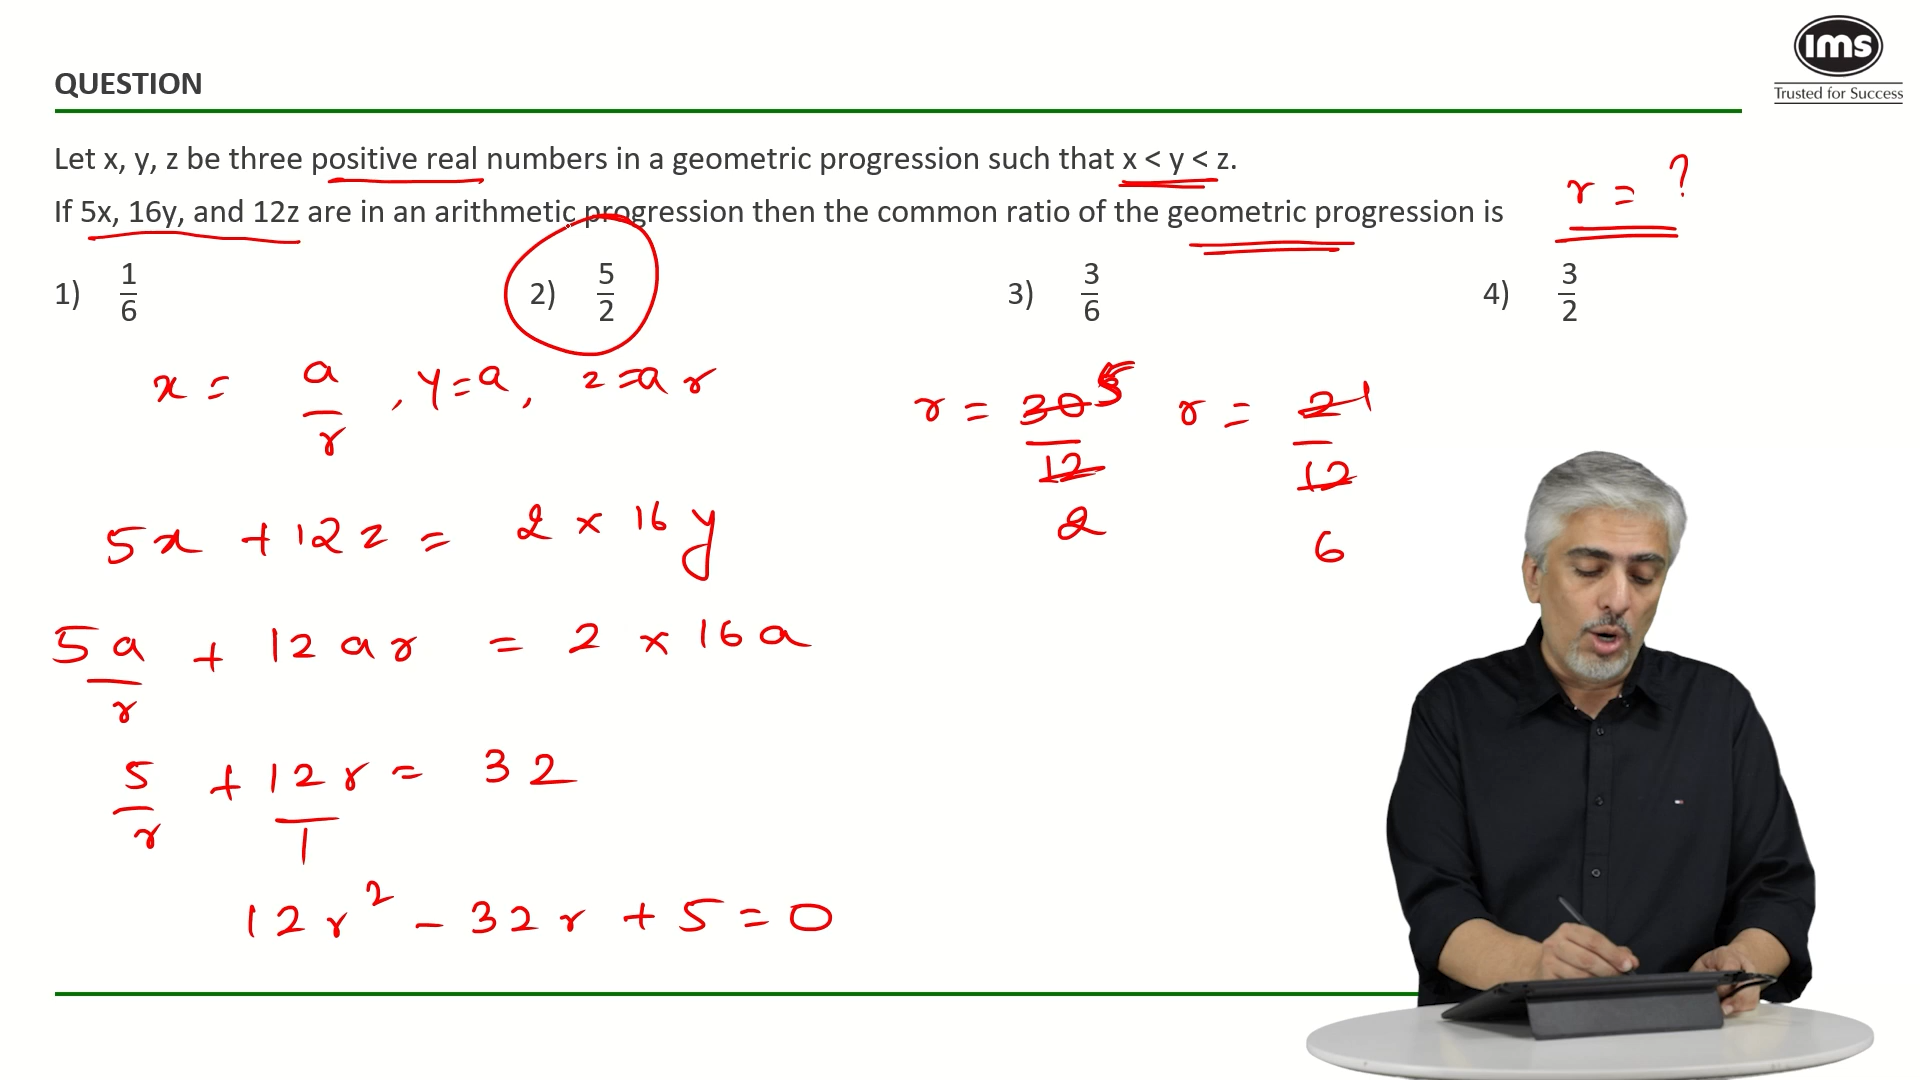 ims
Trusted for Success
QUESTION
Let x, y, z be three positive real numbers in a geometric progression such that x < y < z.
If 5x, 16y, and 12z are in an arithmetic progression then the common ratio of the geometric progression is
r = ?
1) 1/6 2) 5/2 3) 3/6 4) 3/2
x = a/r , y = a, z = ar
r = 30/12 5 2 r = 2/12 1 6
5x + 12z = 2 × 16y
5a/r + 12ar = 2 × 16a
5/r + 12r/1 = 32
12r² - 32r + 5 = 0